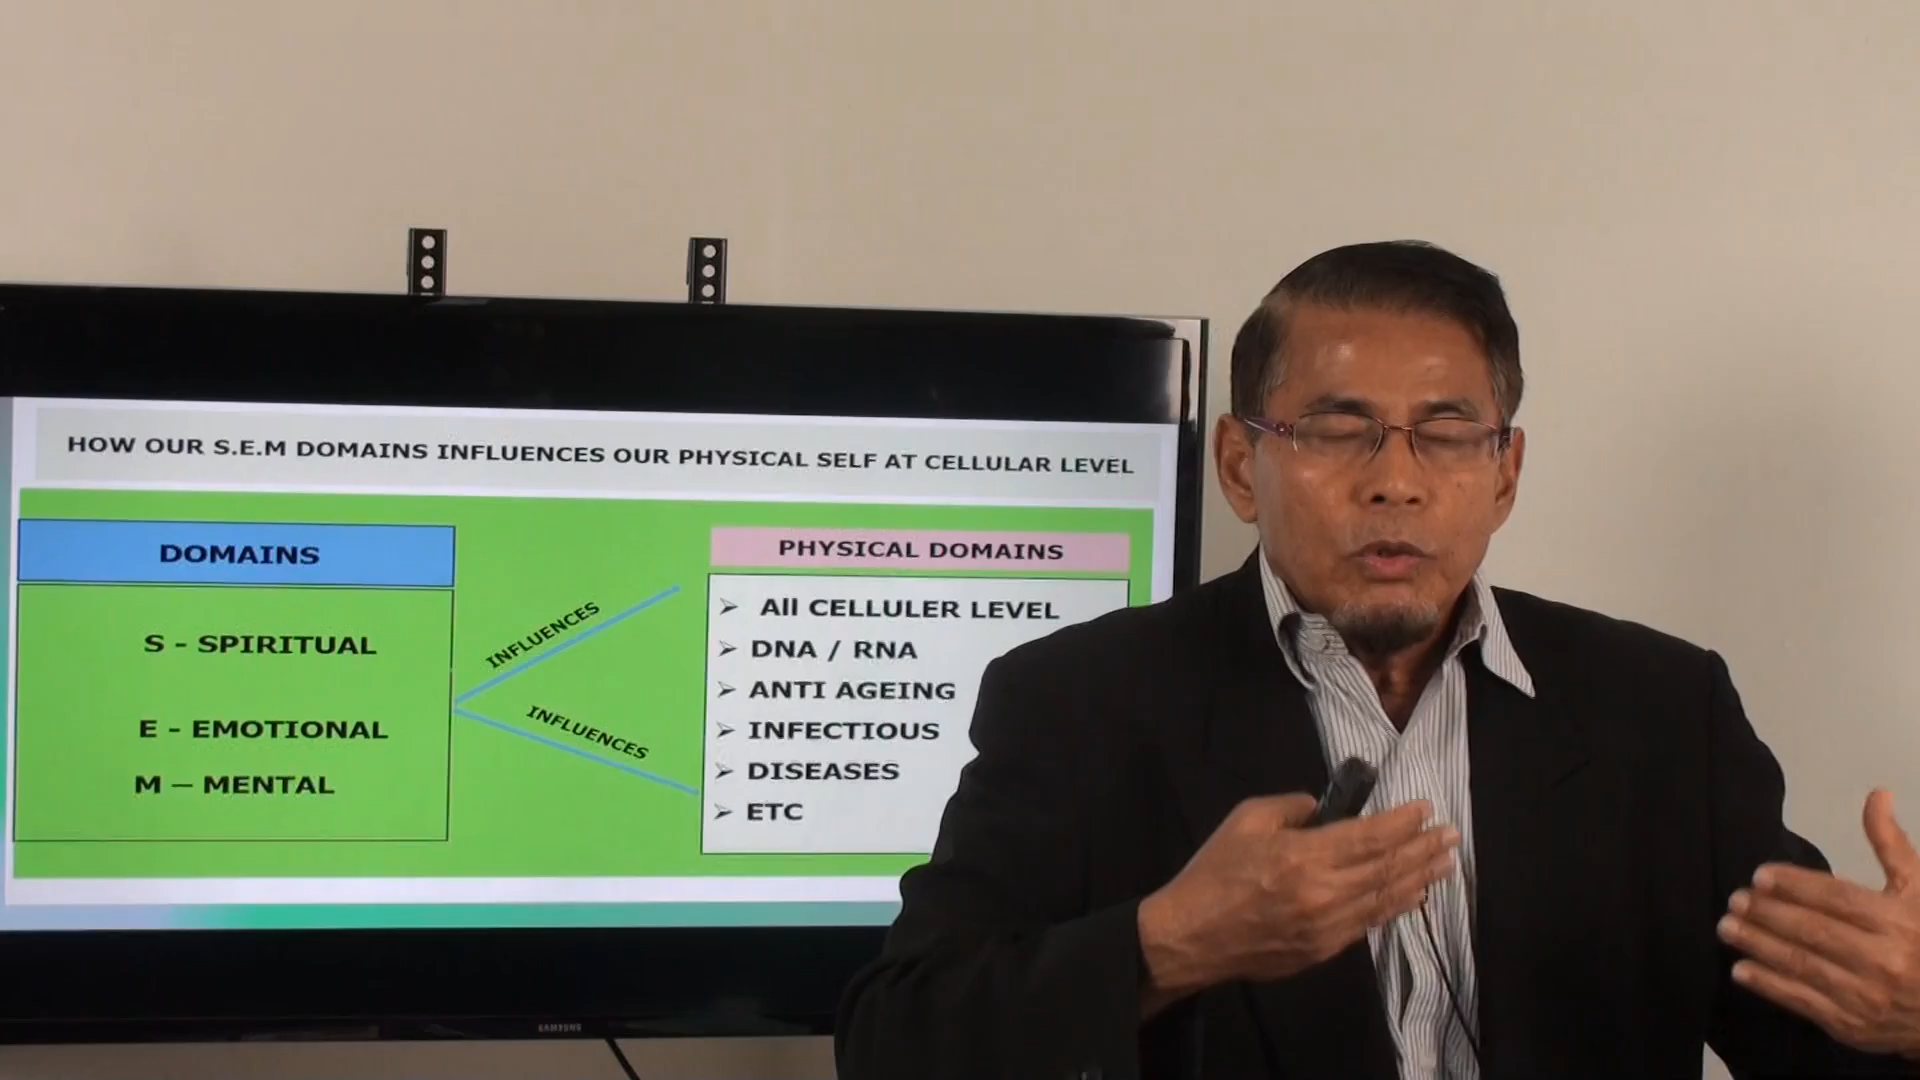 HOW OUR S.E.M DOMAINS INFLUENCES OUR PHYSICAL SELF AT CELLULAR LEVEL
DOMAINS
S - SPIRITUAL
E - EMOTIONAL
M – MENTAL
INFLUENCES
INFLUENCES
PHYSICAL DOMAINS
All CELLULER LEVEL
DNA / RNA
ANTI AGEING
INFECTIOUS
DISEASES
ETC
SAMSUNG